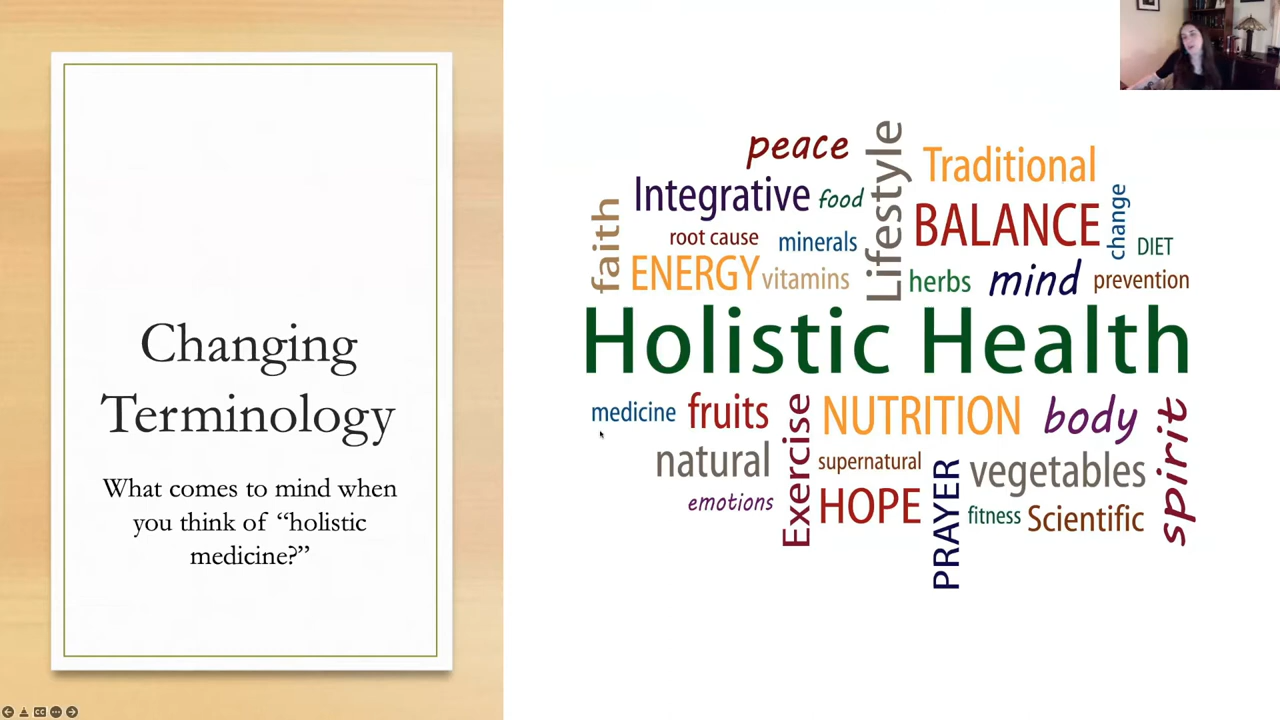 Changing
Terminology
What comes to mind when
you think of “holistic
medicine?”
peace
Lifestyle
Traditional
Integrative
food
faith
BALANCE
change
root cause
minerals
DIET
ENERGY
vitamins
herbs
mind
prevention
Holistic Health
medicine
fruits
Exercise
NUTRITION
body
spirit
natural
supernatural
PRAYER
vegetables
emotions
HOPE
fitness
Scientific